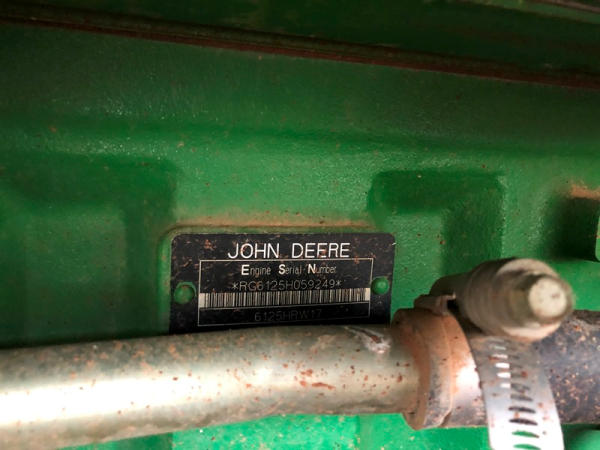 JOHN DEERE
Engine Serial Number
*RG6125H059249*
6125HRW17